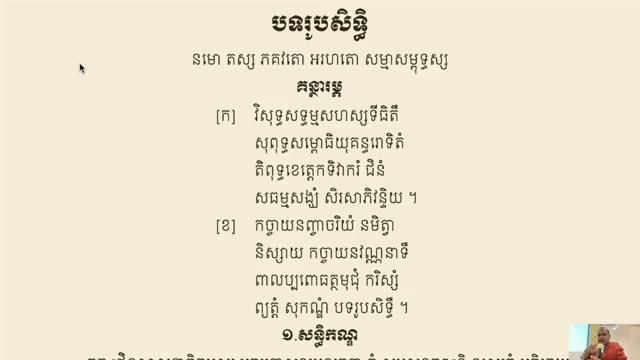 បទរូបសិទ្ធិ
នមោ តស្ស ភគវតោ អរហតោ សម្មាសម្ពុទ្ធស្ស
គន្ថារម្ភ
[ក] វិសុទ្ធសទ្ធម្មសហស្សទីធិតឹ
សុពុទ្ធសម្ពោធិយុគន្ធរោទិតំ
តិពុទ្ធខេត្តេកទិវាករំ ជិនំ
សធម្មសង្ឃំ សិរសាភិវន្ទិយ ។
[ខ] កច្ចាយនញ្ចាចរិយំ នមិត្វា
និស្សាយ កច្ចាយនវណ្ណនាទឹ
ពាលប្បពោធត្ថមុជុំ ករិស្សំ
ព្យត្តំ សុកណ្ឌំ បទរូបសិទ្ធឹ ។
១.សន្ធិកណ្ឌ